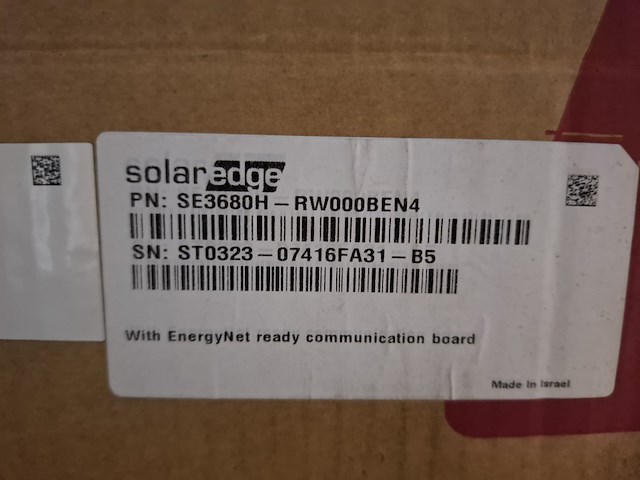 solaredge
PN: SE3680H-RW000BEN4
SN: ST0323-07416FA31-B5
With EnergyNet ready communication board
Made in Israel